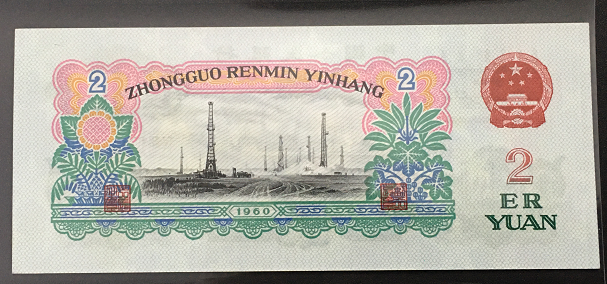 ZHONGGUO RENMIN YINHANG
2 2
1960
2
ER
YUAN